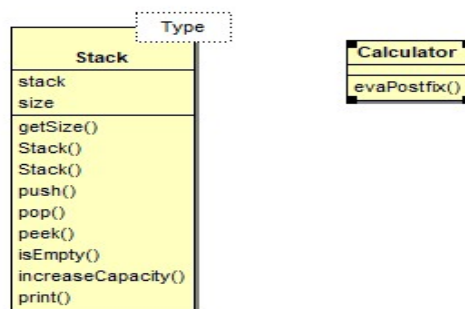 Type
Stack
stack
size
getSize()
Stack()
Stack()
push()
pop()
peek()
isEmpty()
increaseCapacity()
print()
Calculator
evaPostfix()